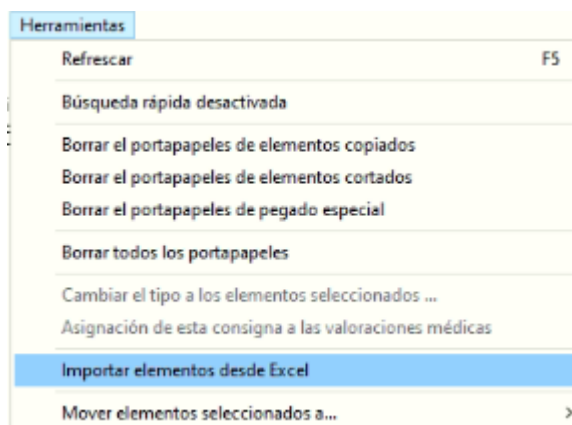 Herramientas
Refrescar F5
Búsqueda rápida desactivada
Borrar el portapapeles de elementos copiados
Borrar el portapapeles de elementos cortados
Borrar el portapapeles de pegado especial
Borrar todos los portapapeles
Cambiar el tipo a los elementos seleccionados ...
Asignación de esta consigna a las valoraciones médicas
Importar elementos desde Excel
Mover elementos seleccionados a...